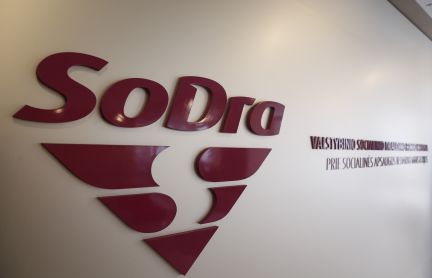 SoDra
VALSTYBINIO SOCIALINIO
PRIE SOCIALINĖS APSAUGOS